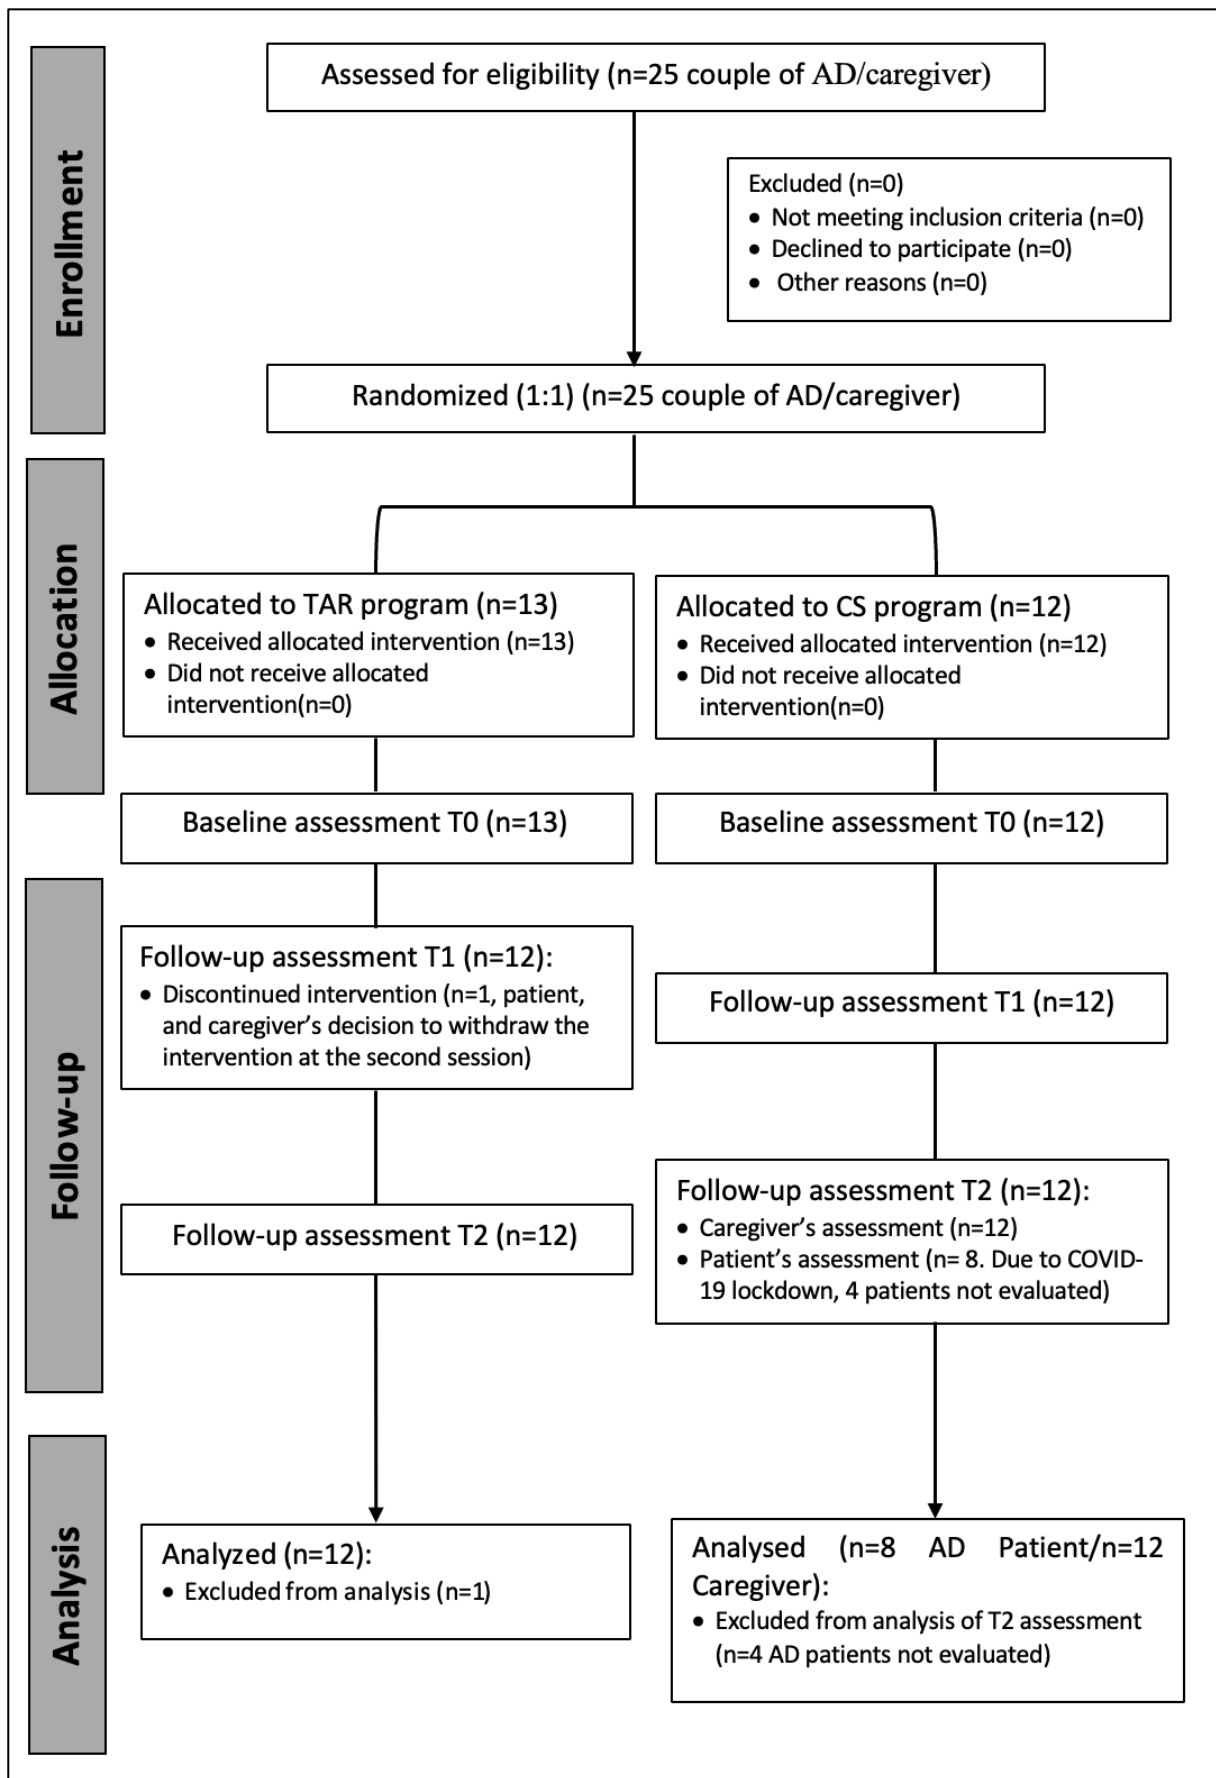 Enrollment
Assessed for eligibility (n=25 couple of AD/caregiver)
Excluded (n=0)
• Not meeting inclusion criteria (n=0)
• Declined to participate (n=0)
• Other reasons (n=0)
Randomized (1:1) (n=25 couple of AD/caregiver)
Allocation
Allocated to TAR program (n=13)
• Received allocated intervention (n=13)
• Did not receive allocated
intervention(n=0)
Allocated to CS program (n=12)
• Received allocated intervention (n=12)
• Did not receive allocated
intervention(n=0)
Baseline assessment T0 (n=13)
Baseline assessment T0 (n=12)
Follow-up
Follow-up assessment T1 (n=12):
• Discontinued intervention (n=1, patient,
and caregiver’s decision to withdraw the
intervention at the second session)
Follow-up assessment T1 (n=12)
Follow-up assessment T2 (n=12)
Follow-up assessment T2 (n=12):
• Caregiver’s assessment (n=12)
• Patient’s assessment (n= 8. Due to COVID-
19 lockdown, 4 patients not evaluated)
Analysis
Analyzed (n=12):
• Excluded from analysis (n=1)
Analysed (n=8 AD Patient/n=12
Caregiver):
• Excluded from analysis of T2 assessment
(n=4 AD patients not evaluated)